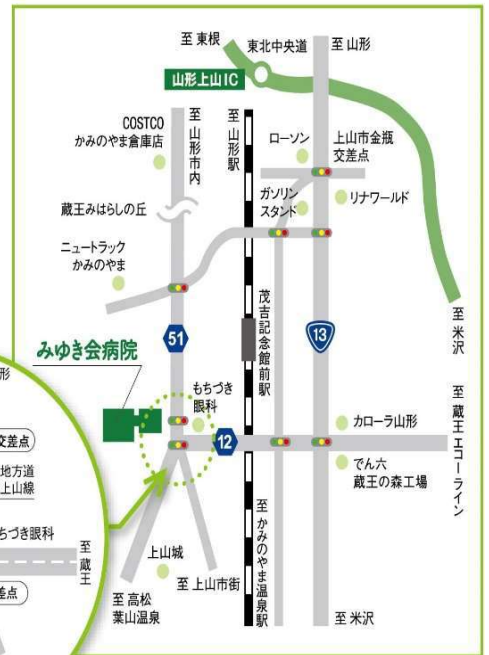 至 東根
東北中央道
至 山形
山形上山IC
COSTCO
かみのやま倉庫店
至 山形市内
至 山形駅
ローソン
上山市金瓶
交差点
ガソリン
スタンド
リナワールド
蔵王みはらしの丘
ニュートラック
かみのやま
茂吉記念館前駅
至 米沢
51
13
みゆき会病院
もちづき
眼科
12
カローラ山形
至 蔵王エコーライン
でん六
蔵王の森工場
形
交差点
地方道
上山線
ちづき眼科
至 蔵王
差点
上山城
至 上山市街
至 高松
葉山温泉
至 かみのやま温泉駅
至 米沢